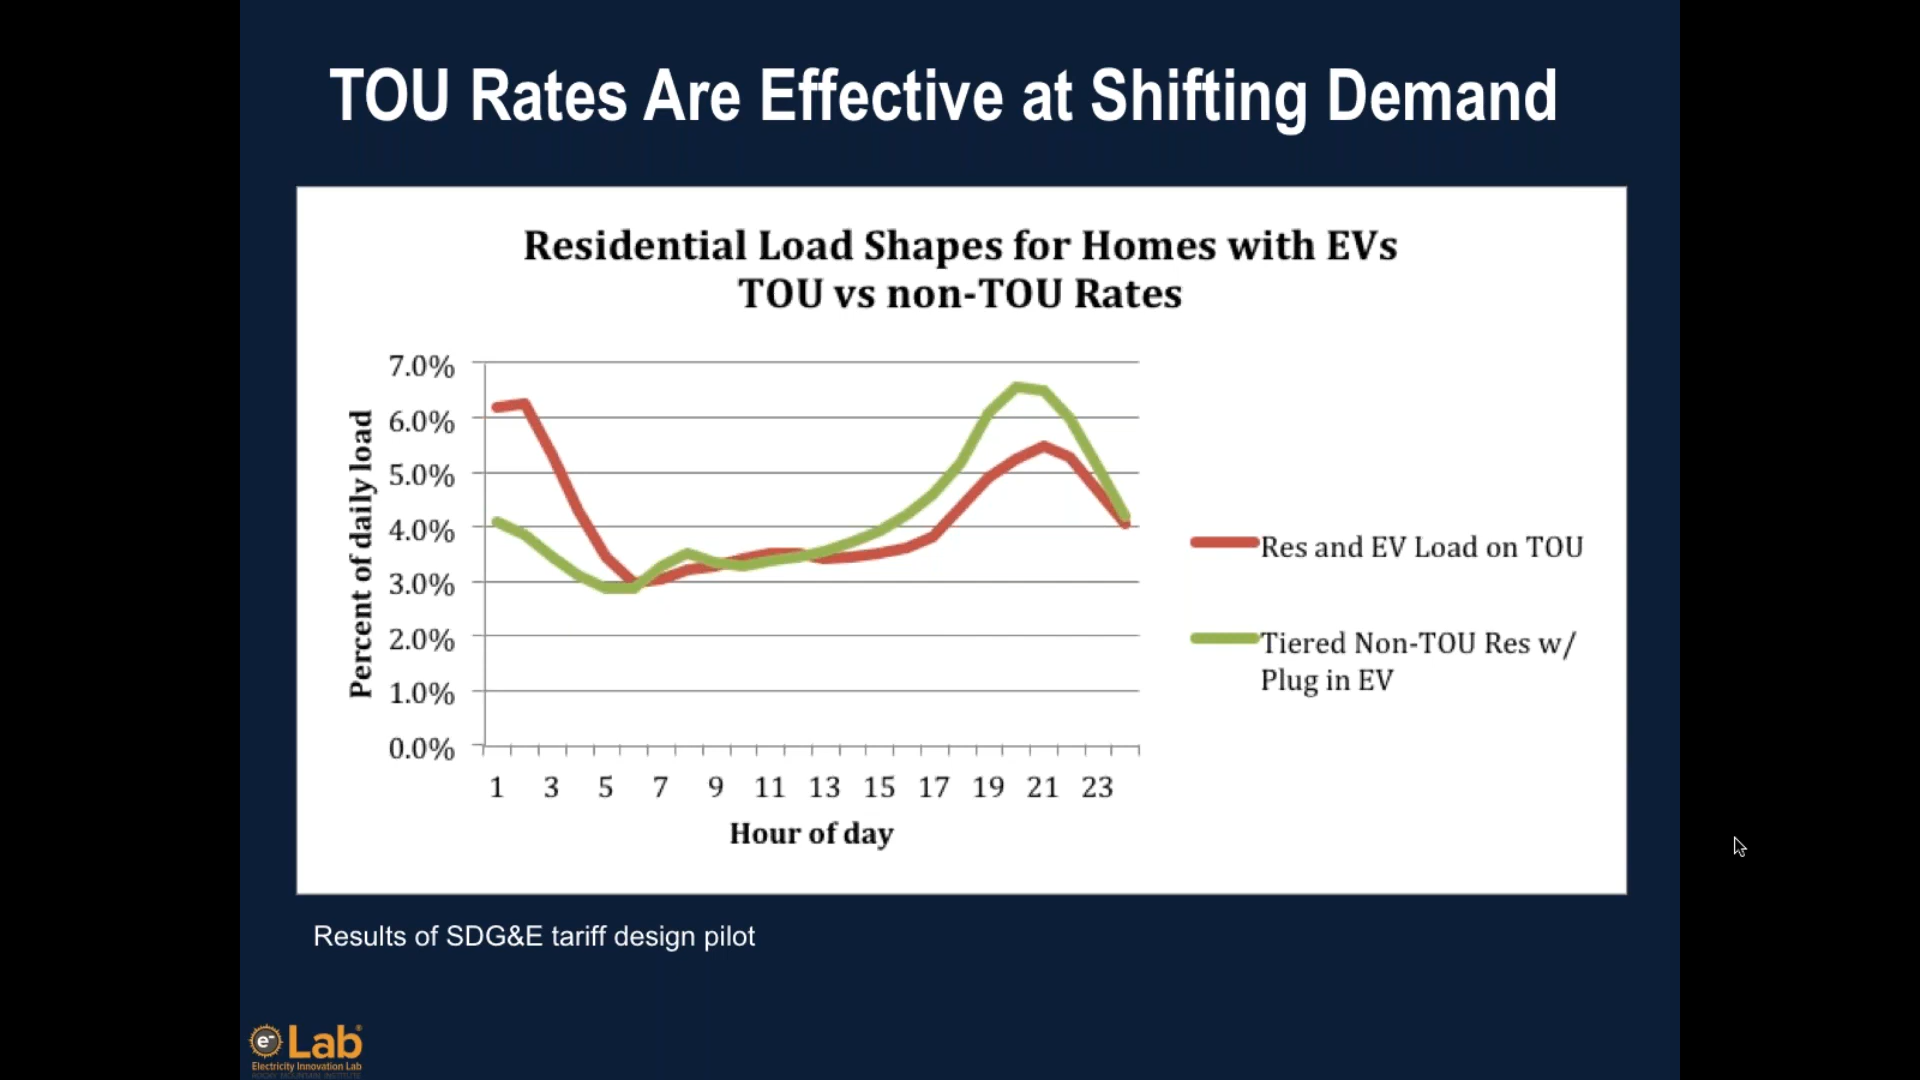 TOU Rates Are Effective at Shifting Demand
Residential Load Shapes for Homes with EVs
TOU vs non-TOU Rates
7.0%
6.0%
5.0%
4.0%
3.0%
2.0%
1.0%
0.0%
Percent of daily load
1 3 5 7 9 11 13 15 17 19 21 23
Hour of day
Res and EV Load on TOU
Tiered Non-TOU Res w/
Plug in EV
Results of SDG&E tariff design pilot
e- Lab
Electricity Innovation Lab
ROCKY MOUNTAIN INSTITUTE